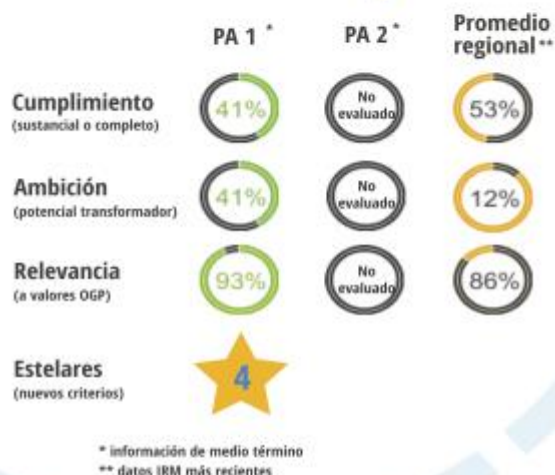 PA 1 *
PA 2 *
Promedio
regional **
Cumplimiento
(sustancial o completo)
41%
No
evaluado
53%
Ambición
(potencial transformador)
41%
No
evaluado
12%
Relevancia
(a valores OGP)
93%
No
evaluado
86%
Estelares
(nuevos criterios)
4
* información de medio término
** datos IRM más recientes